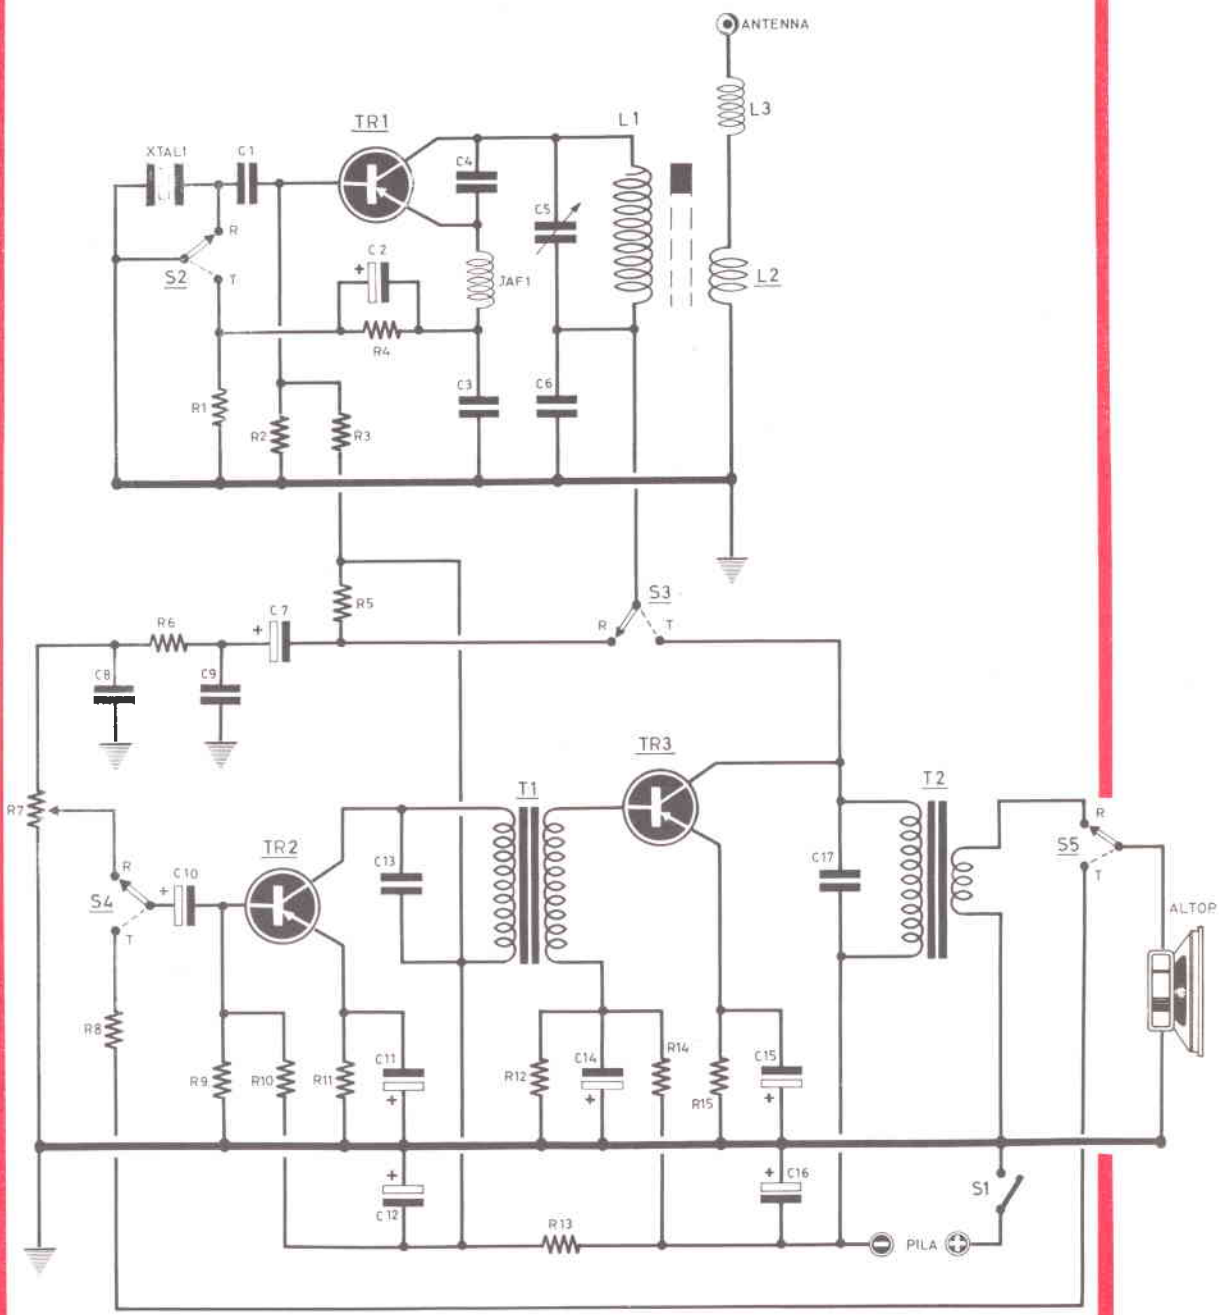 ANTENNA
L3
L1
TR1
XTAL1
C1
C4
C5
R
S2
T
C2
+
JAF1
L2
R4
R1
R2
R3
C3
C6
R5
S3
R
T
C7
+
R6
C8
C9
TR3
T1
T2
R7
R
S4
T
C10
+
TR2
C13
C17
R
S5
T
ALTOP.
R8
R9
R10
R11
C11
+
R12
C14
+
R14
R15
C15
+
+
C12
+
C16
S1
R13
PILA